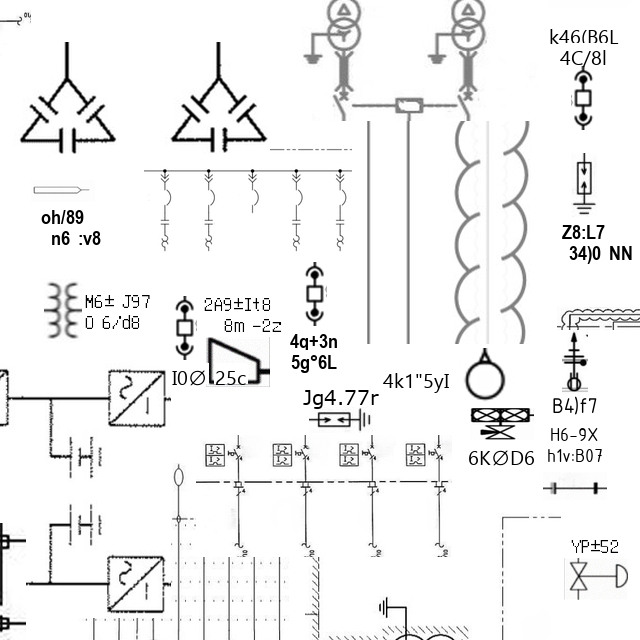 k46(B6L
4C/8l
oh/89
n6 :v8
Z8:L7
34)0 NN
M6± J97
0 6/'d8
2A9±It8
8m -2z
4q+3n
5g°6L
I0Ø 25c
4k1"5yI
Jg4.77r
B4)f7
6KØD6
H6-9X
h1v:B07
YP±52